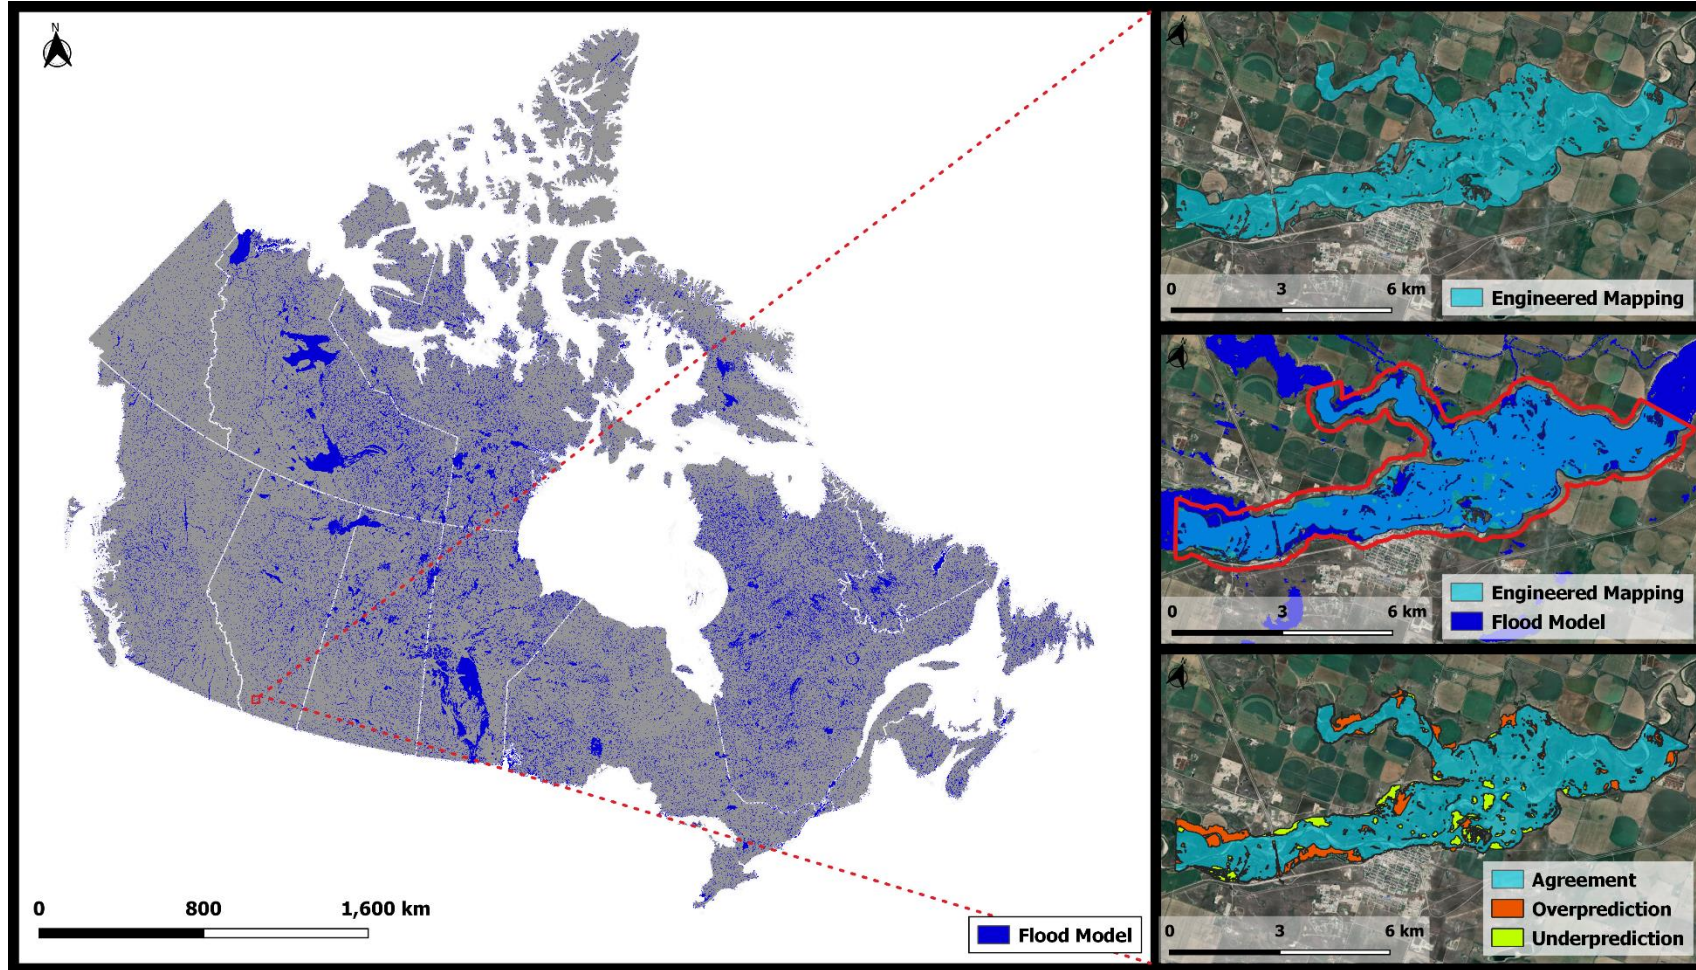 N
0 800 1,600 km
Flood Model
0 3 6 km
Engineered Mapping
0 3 6 km
Engineered Mapping
Flood Model
0 3 6 km
Agreement
Overprediction
Underprediction